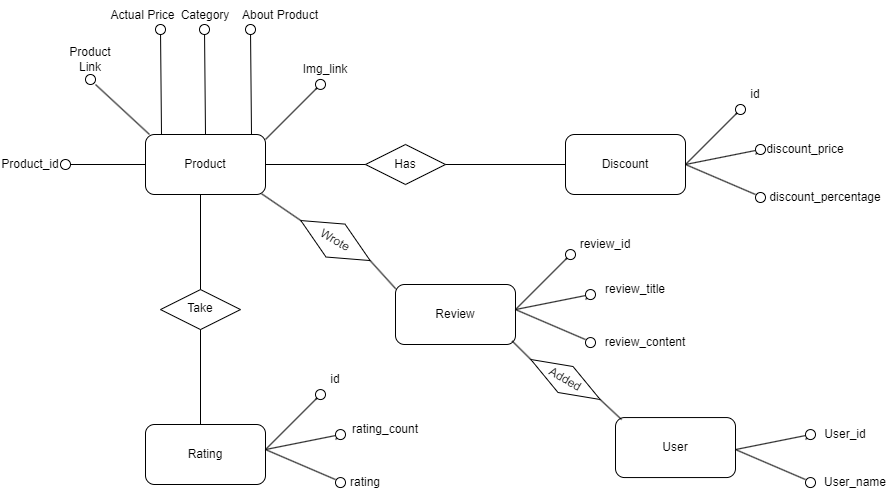 Actual Price
Category
About Product
Product
Link
Img_link
id
Product_id
Product
Has
Discount
discount_price
discount_percentage
Wrote
review_id
review_title
Review
review_content
Take
Added
id
rating_count
Rating
rating
User
User_id
User_name